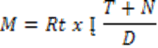 M = Rt x [ T + N / D